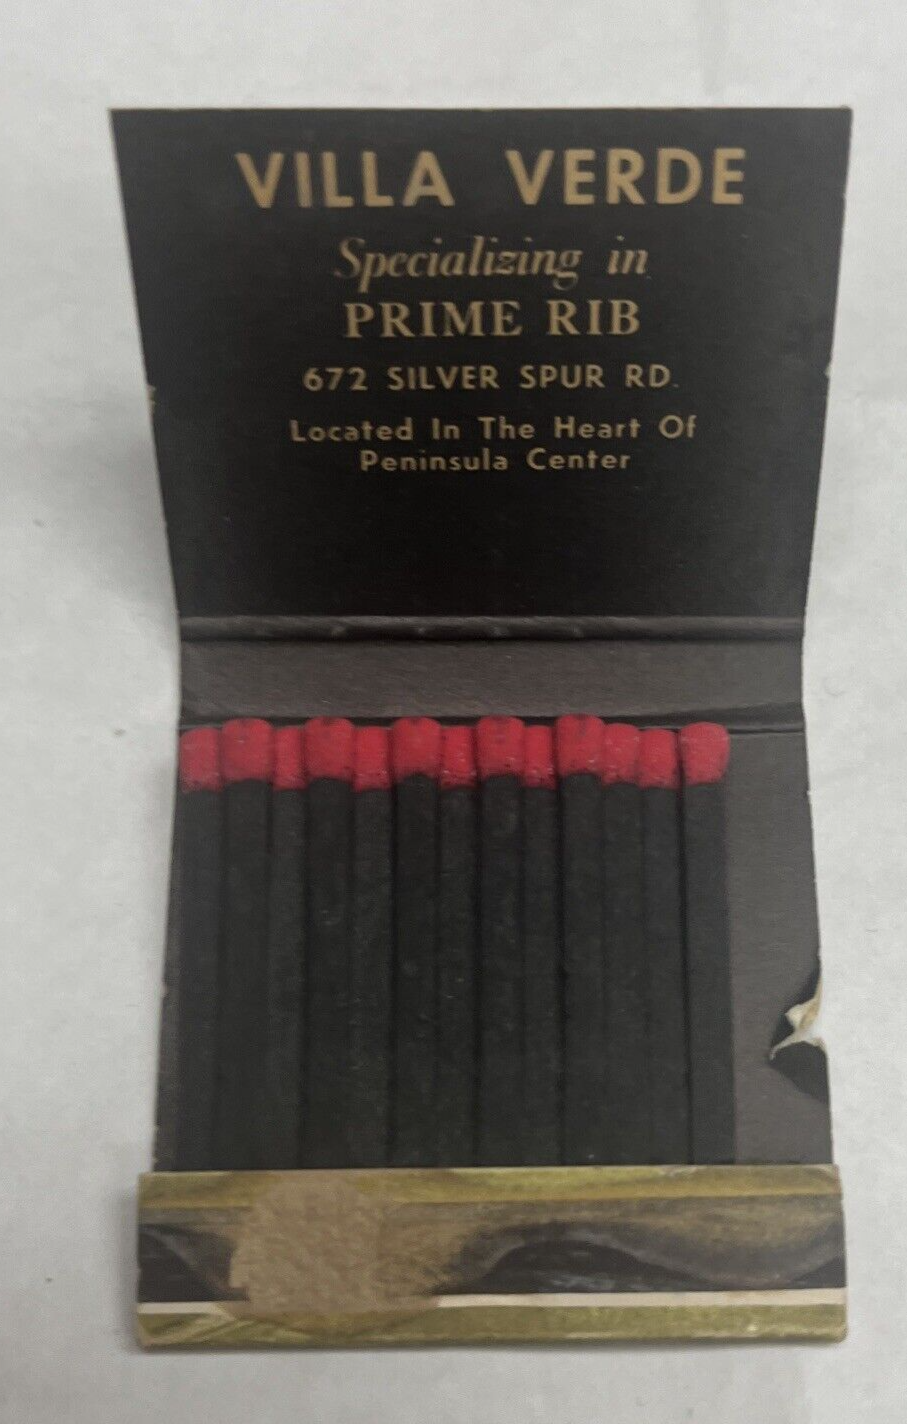 VILLA VERDE
Specializing in
PRIME RIB
672 SILVER SPUR RD.
Located In The Heart Of
Peninsula Center